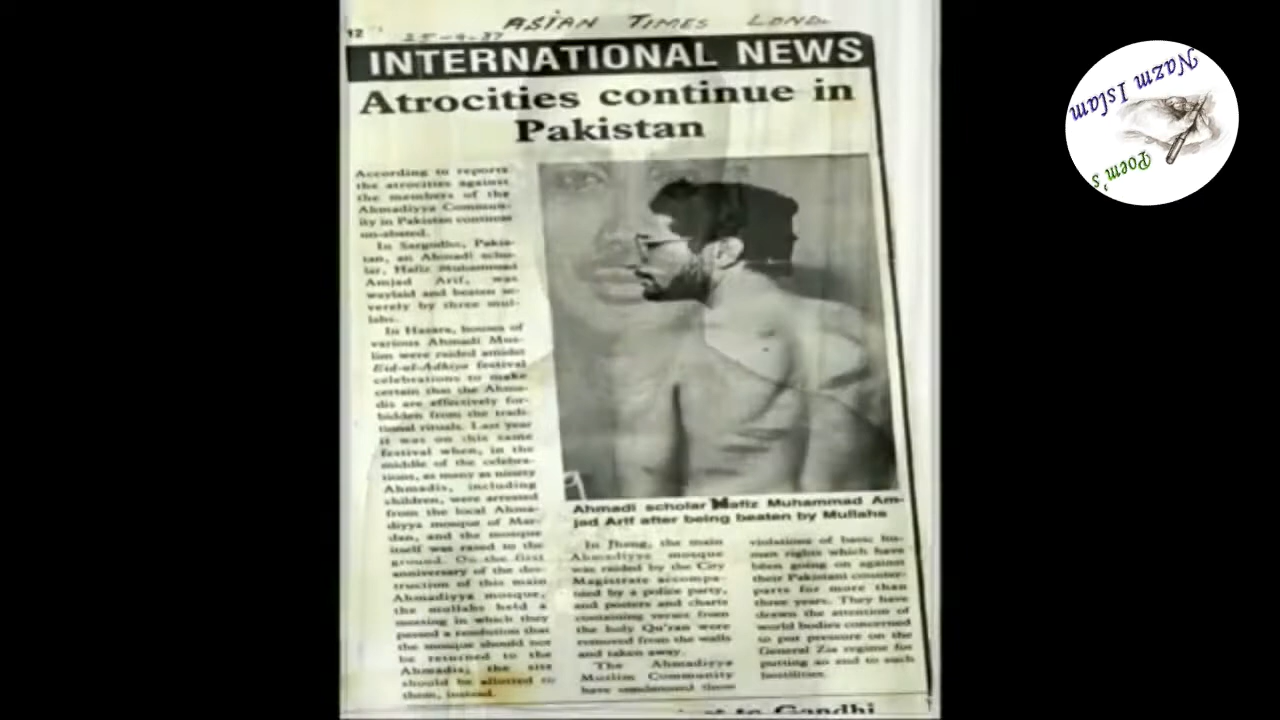 12
25-9-87
ASIAN TIMES LOND.
INTERNATIONAL NEWS
Atrocities continue in
Pakistan
According to reports
the atrocities against
the members of the
Ahmadiyya Commun-
ity in Pakistan continue
un-abated.
In Sargodha, Pakis-
tan, an Ahmadi scho-
lar, Hafiz Muhammad
Amjad Arif, was
waylaid and beaten se-
verely by three mul-
lahs.
In Hazara, houses of
various Ahmadi Mus-
lim were raided amidst
Eid-el-Adhiya festival
celebrations to make
certain that the Ahma-
dis are effectively for-
bidden from the tradi-
tional rituals. Last year
it was on this same
festival when, in the
middle of the celebra-
tions, as many as ninety
Ahmadis, including
children, were arrested
from the local Ahma-
diyya mosque of Mar-
dan, and the mosque
itself was razed to the
ground. On the first
anniversary of the des-
truction of this main
Ahmadiyya mosque,
the mullahs held a
meeting in which they
passed a resolution that
the mosque should not
be returned to the
Ahmadis; the site
should be allotted to
them, instead.
Ahmadi scholar Hafiz Muhammad Am-
jad Arif after being beaten by Mullahs
In Jhang, the main
Ahmadiyya mosque
was raided by the City
Magistrate accompa-
nied by a police party,
and posters and charts
containing verses from
the holy Qu'ran were
removed from the walls
and taken away.
The Ahmadiyya
Muslim Community
have condemned these
violations of basic hu-
man rights which have
been going on against
their Pakistani counter-
parts for more than
three years. They have
drawn the attention of
world bodies concerned
to put pressure on the
General Zia regime for
putting an end to such
hostilities.
to Gandhi
Nazm Islam
Poem's